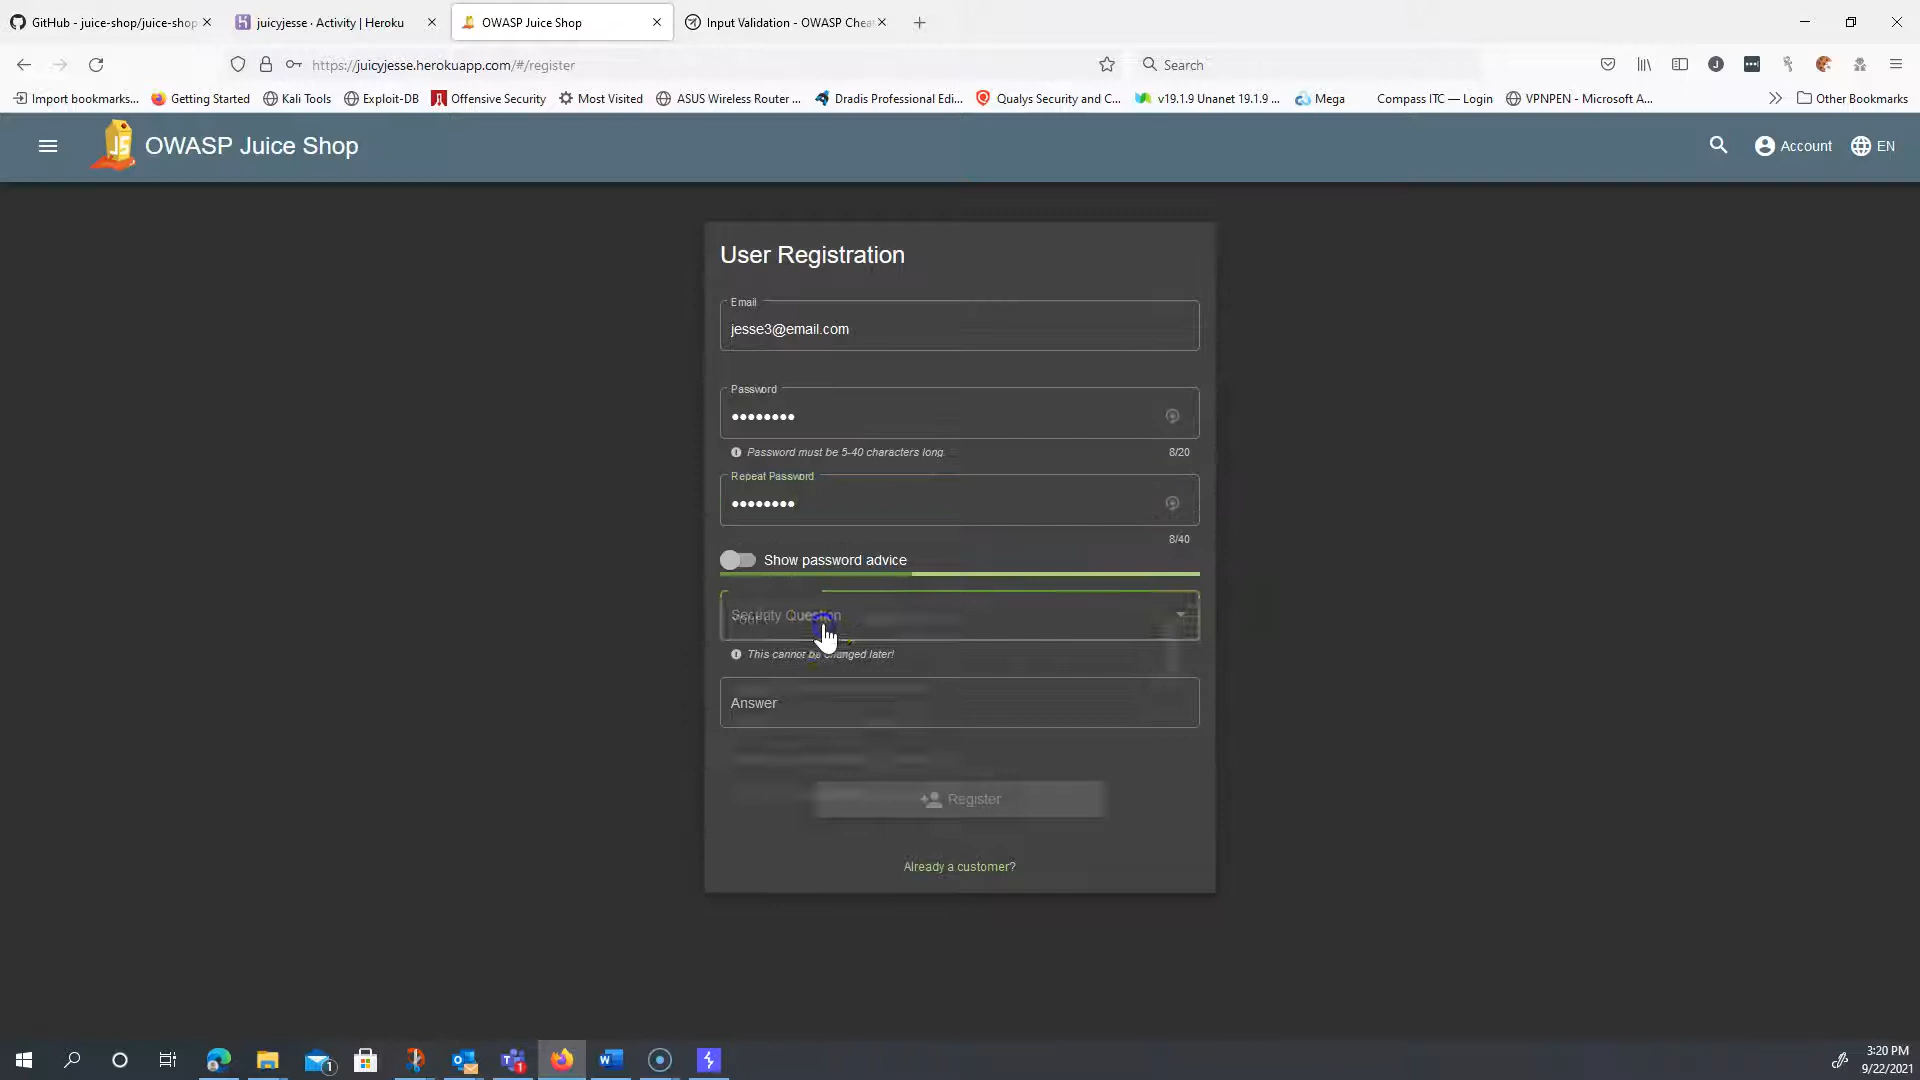 GitHub - juice-shop/juice-shop
juicyjesse · Activity | Heroku
OWASP Juice Shop
Input Validation - OWASP Chea
https://juicyjesse.herokuapp.com/#/register
Search
Import bookmarks...
Getting Started
Kali Tools
Exploit-DB
Offensive Security
Most Visited
ASUS Wireless Router ...
Dradis Professional Edi...
Qualys Security and C...
v19.1.9 Unanet 19.1.9 ...
Mega
Compass ITC — Login
VPNPEN - Microsoft A...
Other Bookmarks
OWASP Juice Shop
Account
EN
User Registration
Email
jesse3@email.com
Password
••••••••
Password must be 5-40 characters long.
8/20
Repeat Password
••••••••
8/40
Show password advice
Security Question
This cannot be changed later!
Answer
Register
Already a customer?
3:20 PM
9/22/2021